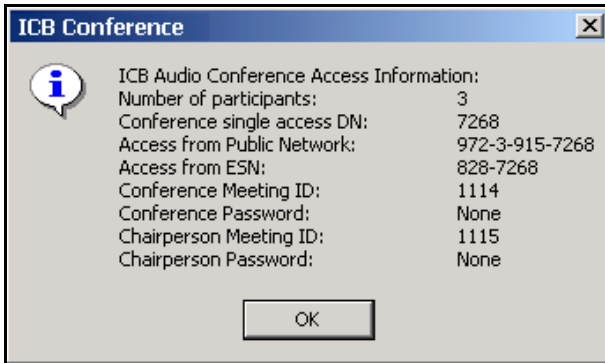 ICB Conference
ICB Audio Conference Access Information:
Number of participants: 3
Conference single access DN: 7268
Access from Public Network: 972-3-915-7268
Access from ESN: 828-7268
Conference Meeting ID: 1114
Conference Password: None
Chairperson Meeting ID: 1115
Chairperson Password: None
OK